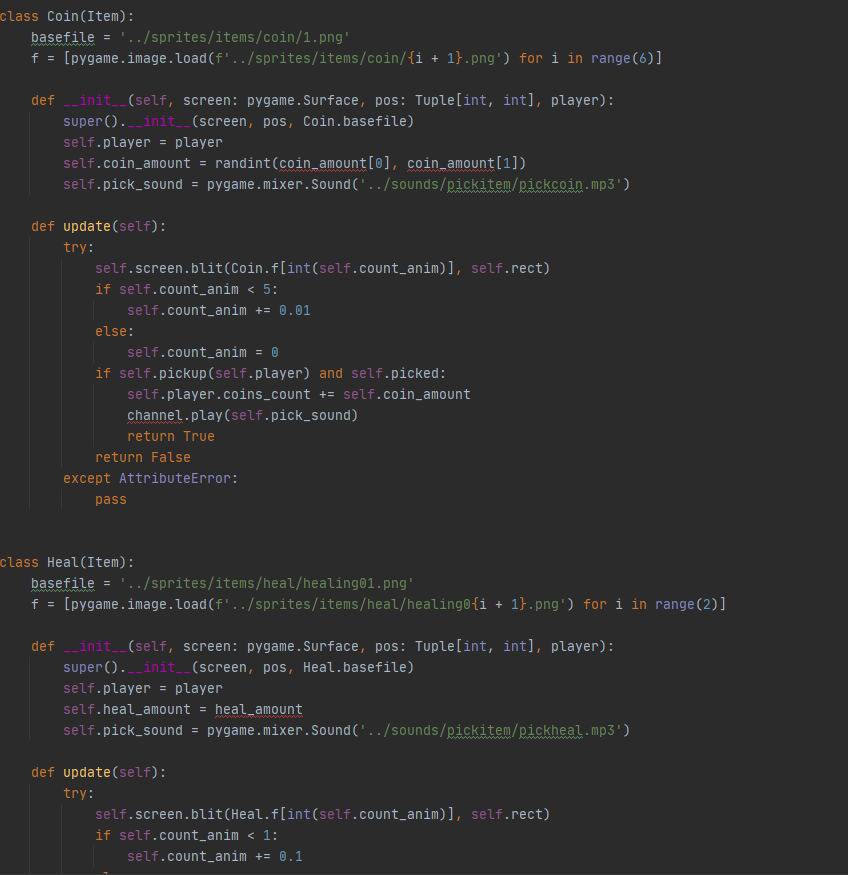 class Coin(Item):
    basefile = '../sprites/items/coin/1.png'
    f = [pygame.image.load(f'../sprites/items/coin/{i + 1}.png') for i in range(6)]

    def __init__(self, screen: pygame.Surface, pos: Tuple[int, int], player):
        super().__init__(screen, pos, Coin.basefile)
        self.player = player
        self.coin_amount = randint(coin_amount[0], coin_amount[1])
        self.pick_sound = pygame.mixer.Sound('../sounds/pickitem/pickcoin.mp3')

    def update(self):
        try:
            self.screen.blit(Coin.f[int(self.count_anim)], self.rect)
            if self.count_anim < 5:
                self.count_anim += 0.01
            else:
                self.count_anim = 0
            if self.pickup(self.player) and self.picked:
                self.player.coins_count += self.coin_amount
                channel.play(self.pick_sound)
                return True
            return False
        except AttributeError:
            pass


class Heal(Item):
    basefile = '../sprites/items/heal/healing01.png'
    f = [pygame.image.load(f'../sprites/items/heal/healing0{i + 1}.png') for i in range(2)]

    def __init__(self, screen: pygame.Surface, pos: Tuple[int, int], player):
        super().__init__(screen, pos, Heal.basefile)
        self.player = player
        self.heal_amount = heal_amount
        self.pick_sound = pygame.mixer.Sound('../sounds/pickitem/pickheal.mp3')

    def update(self):
        try:
            self.screen.blit(Heal.f[int(self.count_anim)], self.rect)
            if self.count_anim < 1:
                self.count_anim += 0.1